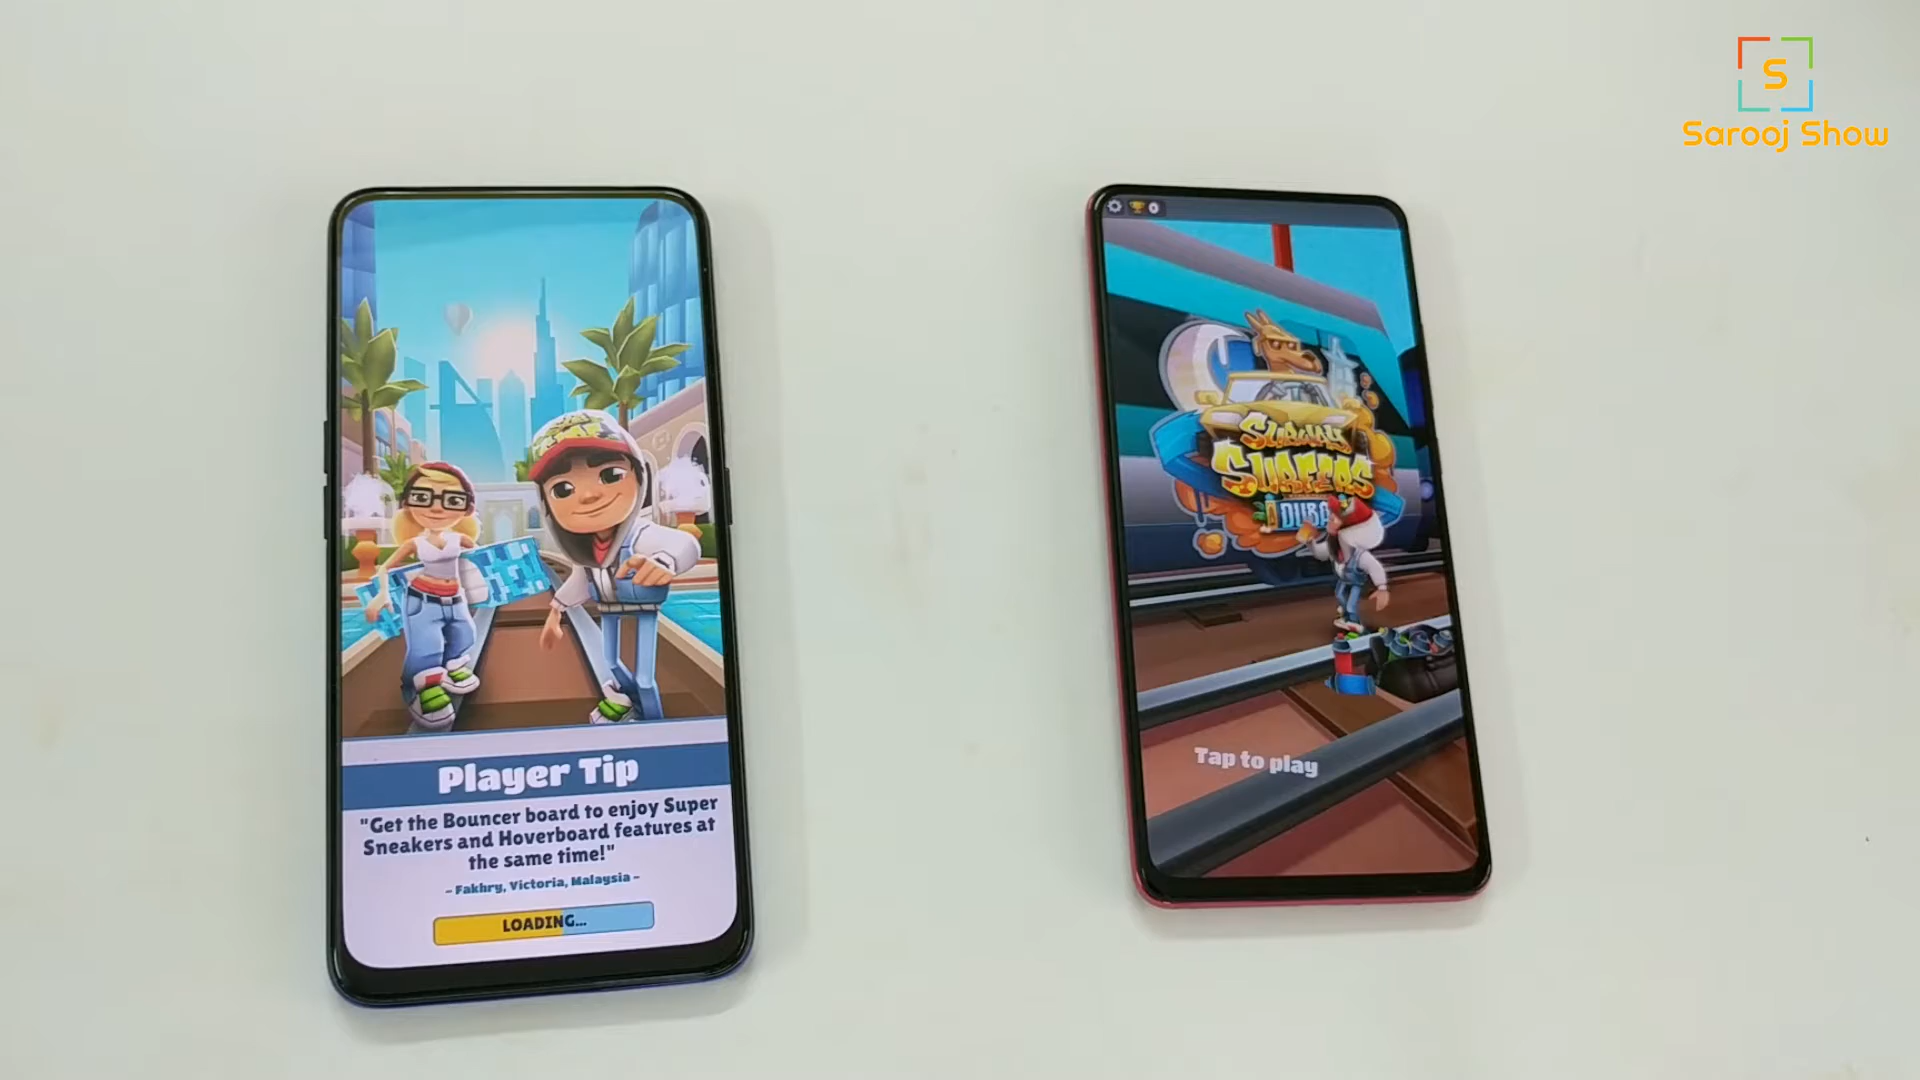 S
Sarooj Show
0
SUBWAY
SURFERS
Tap to play
Player Tip
"Get the Bouncer board to enjoy Super
Sneakers and Hoverboard features at
the same time!"
- Fakhry, Victoria, Malaysia -
LOADING...